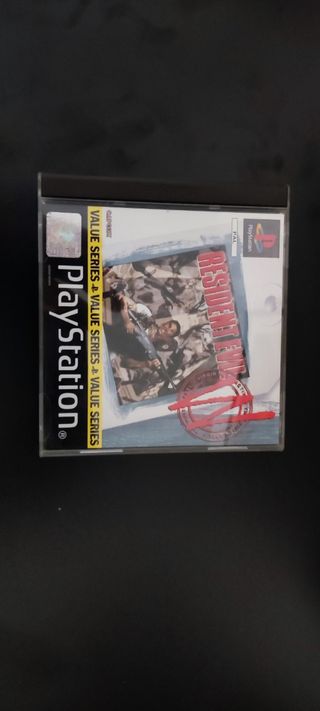 PlayStation
PAL
RESIDENT EVIL
CAPCOM
VALUE SERIES VALUE SERIES VALUE SERIES
PlayStation®